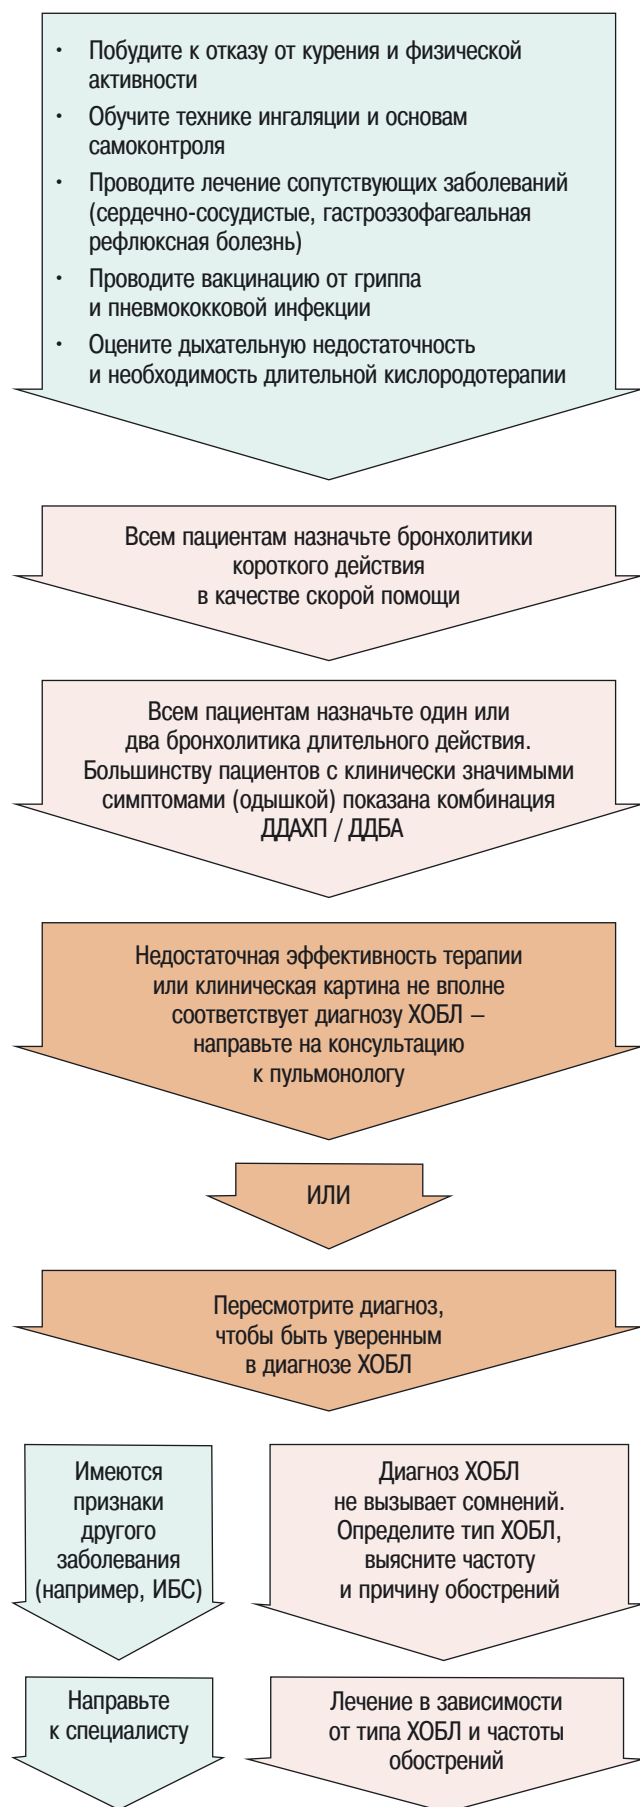 • Побудите к отказу от курения и физической
активности
• Обучите технике ингаляции и основам
самоконтроля
• Проводите лечение сопутствующих заболеваний
(сердечно-сосудистые, гастроэзофагеальная
рефлюксная болезнь)
• Проводите вакцинацию от гриппа
и пневмококковой инфекции
• Оцените дыхательную недостаточность
и необходимость длительной кислородотерапии
Всем пациентам назначьте бронхолитики
короткого действия
в качестве скорой помощи
Всем пациентам назначьте один или
два бронхолитика длительного действия.
Большинству пациентов с клинически значимыми
симптомами (одышкой) показана комбинация
ДДАХП / ДДБА
Недостаточная эффективность терапии
или клиническая картина не вполне
соответствует диагнозу ХОБЛ –
направьте на консультацию
к пульмонологу
ИЛИ
Пересмотрите диагноз,
чтобы быть уверенным
в диагнозе ХОБЛ
Имеются
признаки
другого
заболевания
(например, ИБС)
Диагноз ХОБЛ
не вызывает сомнений.
Определите тип ХОБЛ,
выясните частоту
и причину обострений
Направьте
к специалисту
Лечение в зависимости
от типа ХОБЛ и частоты
обострений